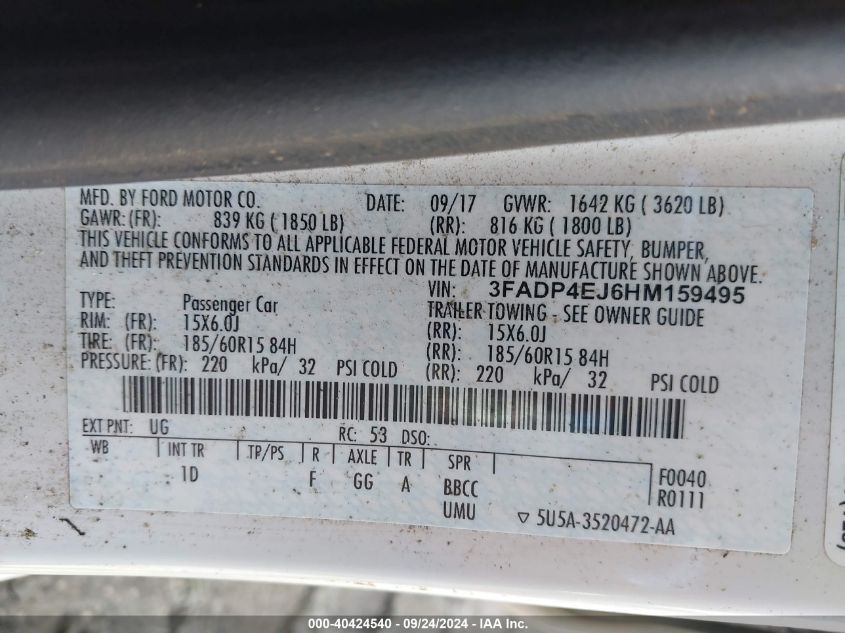 MFD. BY FORD MOTOR CO. DATE: 09/17 GVWR: 1642 KG ( 3620 LB)
GAWR:(FR): 839 KG ( 1850 LB) (RR): 816 KG ( 1800 LB)
THIS VEHICLE CONFORMS TO ALL APPLICABLE FEDERAL MOTOR VEHICLE SAFETY, BUMPER,
AND THEFT PREVENTION STANDARDS IN EFFECT ON THE DATE OF MANUFACTURE SHOWN ABOVE.
VIN: 3FADP4EJ6HM159495
TYPE: Passenger Car TRAILER TOWING - SEE OWNER GUIDE
RIM: (FR): 15X6.0J (RR): 15X6.0J
TIRE: (FR): 185/60R15 84H (RR): 185/60R15 84H
PRESSURE:(FR): 220 kPa/ 32 PSI COLD (RR): 220 kPa/ 32 PSI COLD
EXT PNT: UG RC: 53 DSO:
WB INT TR TP/PS R AXLE TR SPR F0040
1D F GG A BBCC R0111
UMU ▽ 5U5A-3520472-AA
000-40424540 - 09/24/2024 - IAA Inc.